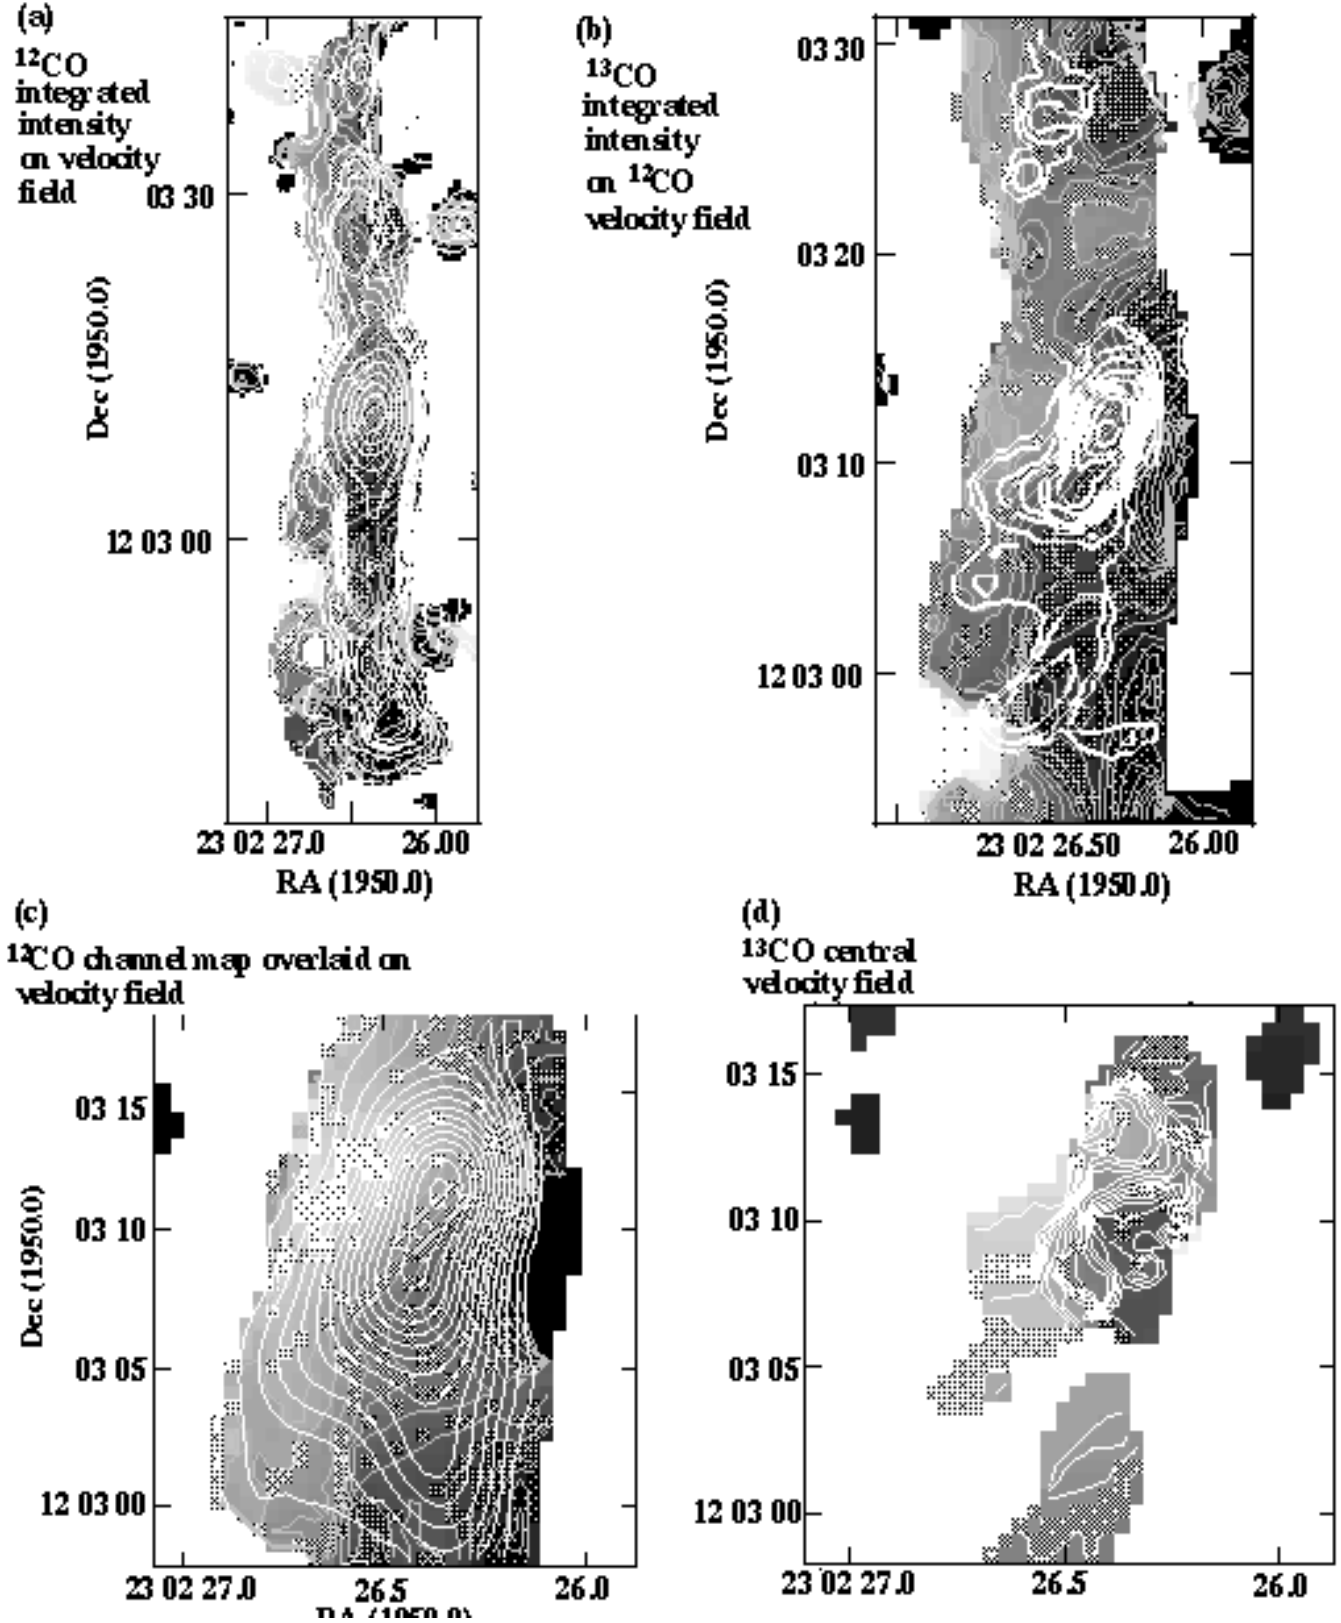 (a)
12CO
integrated
intensity
on velocity
field
03 30
12 03 00
Dec (1950.0)
23 02 27.0 26.00
RA (1950.0)
(b)
13CO
integrated
intensity
on 12CO
velocity field
03 30
03 20
03 10
12 03 00
Dec (1950.0)
23 02 26.50 26.00
RA (1950.0)
(c)
12CO channel map overlaid on
velocity field
03 15
03 10
03 05
12 03 00
Dec (1950.0)
23 02 27.0 26.5 26.0
RA (1950.0)
(d)
13CO central
velocity field
03 15
03 10
03 05
12 03 00
23 02 27.0 26.5 26.0